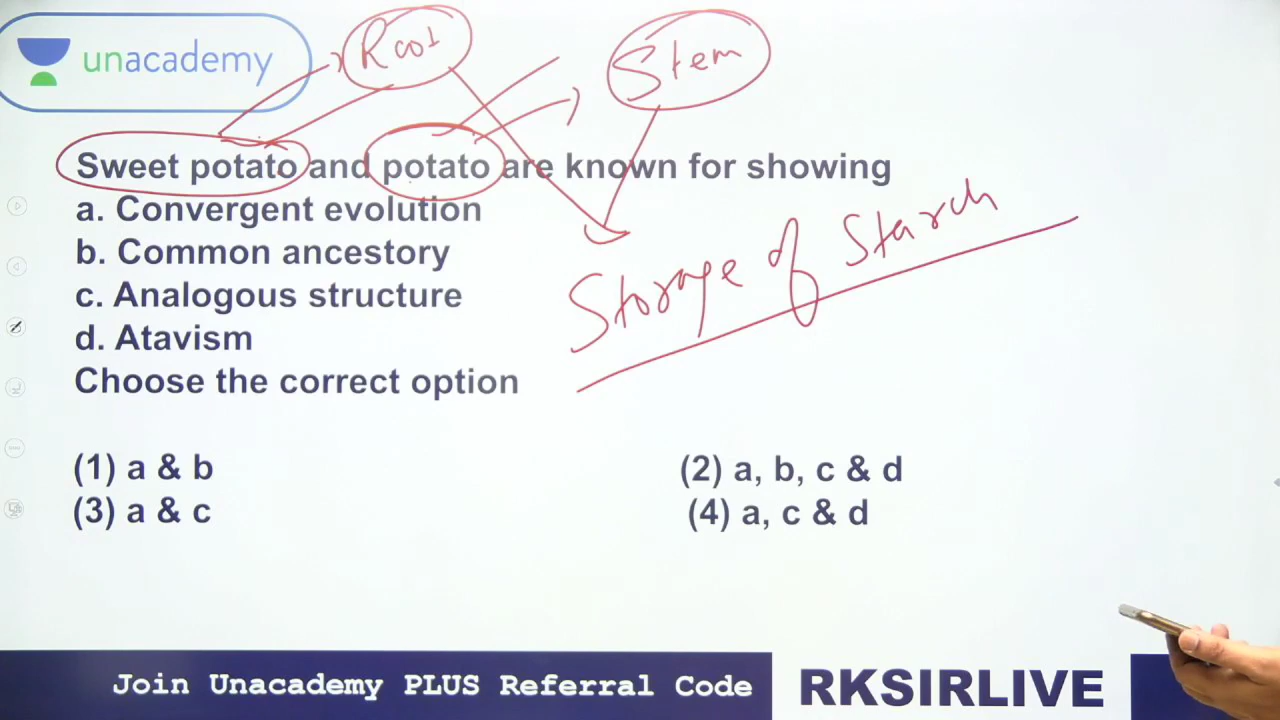 unacademy
Root
Stem
Sweet potato and potato are known for showing
a. Convergent evolution
b. Common ancestory
c. Analogous structure
d. Atavism
Storage of Starch
Choose the correct option
(1) a & b
(2) a, b, c & d
(3) a & c
(4) a, c & d
Join Unacademy PLUS Referral Code
RKSIRLIVE